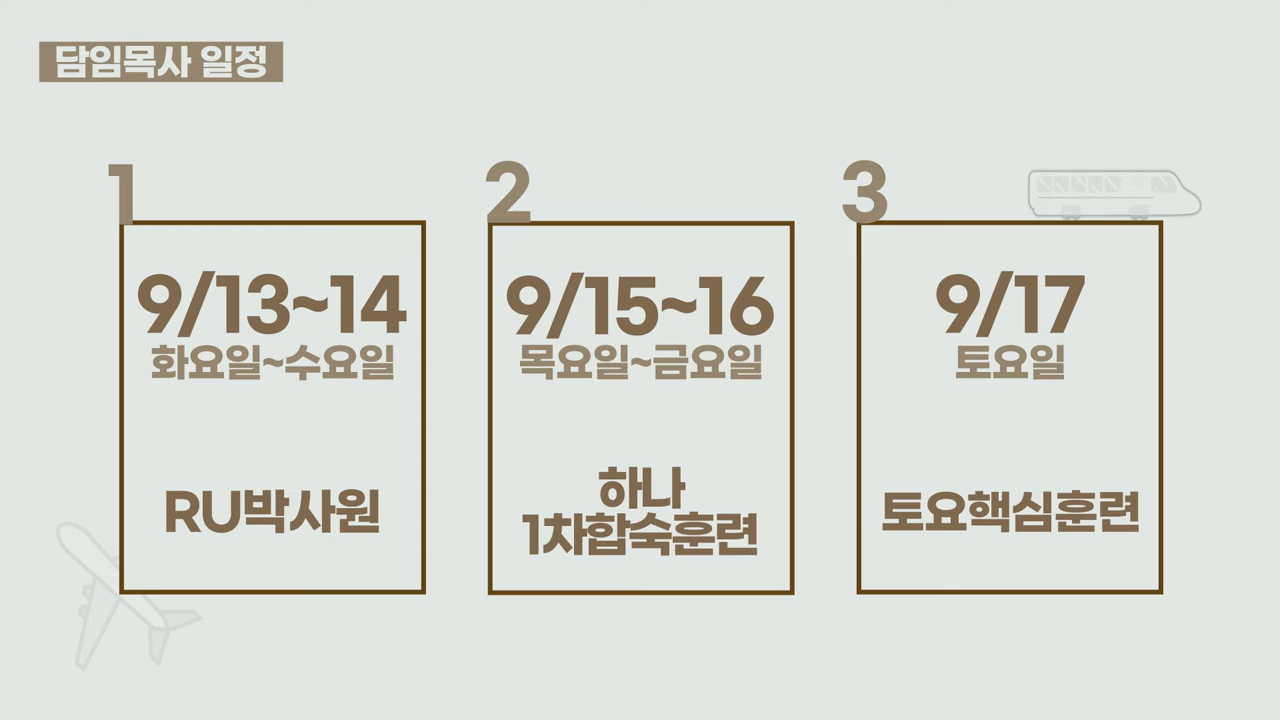 담임목사 일정
1
9/13~14
화요일~수요일
RU박사원
2
9/15~16
목요일~금요일
하나
1차합숙훈련
3
9/17
토요일
토요핵심훈련